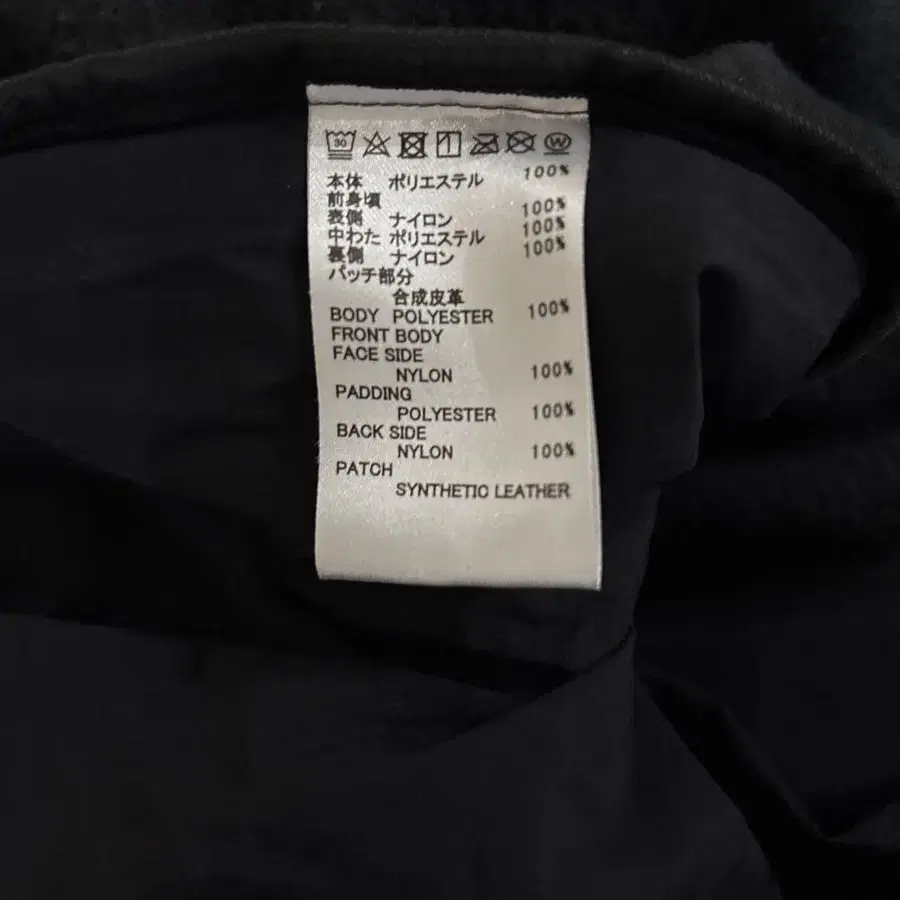 30 W
本体 ポリエステル 100%
前身頃
表側 ナイロン 100%
中わた ポリエステル 100%
裏側 ナイロン 100%
パッチ部分
合成皮革
BODY POLYESTER 100%
FRONT BODY
FACE SIDE
NYLON 100%
PADDING
POLYESTER 100%
BACK SIDE
NYLON 100%
PATCH
SYNTHETIC LEATHER